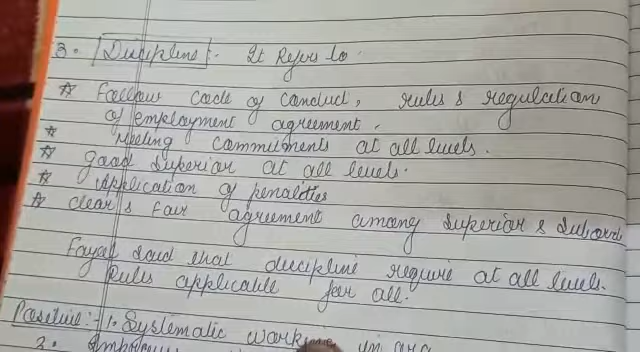 3. Discipline :- It Refers to
☆ Follow code of conduct, rules & regulation
of employment agreement.
☆ Meeting commitments at all levels.
☆ good superior at all levels.
☆ Application of penalties
☆ clear & fair agreement among superior & subord
Fayol said that discipline require at all levels.
Rules applicable for all.
Positive:- 1. Systematic working in
2.